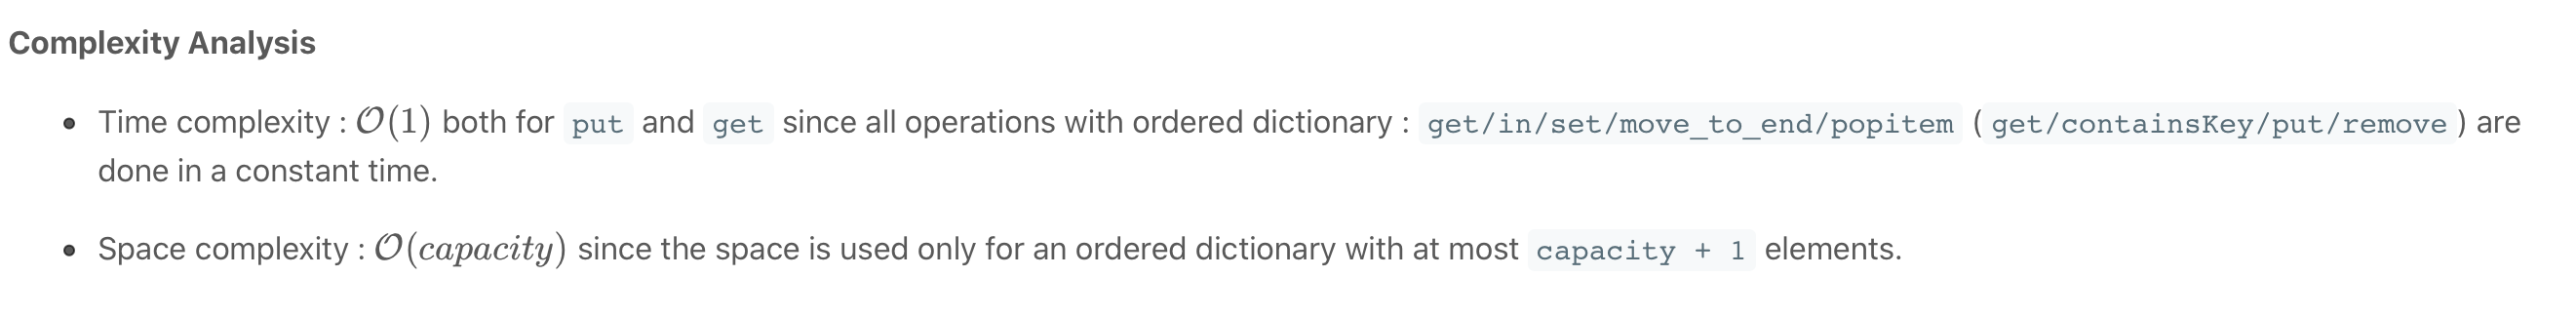 Complexity Analysis
• Time complexity : O(1) both for put and get since all operations with ordered dictionary : get/in/set/move_to_end/popitem ( get/containsKey/put/remove ) are
done in a constant time.
• Space complexity : O(capacity) since the space is used only for an ordered dictionary with at most capacity + 1 elements.